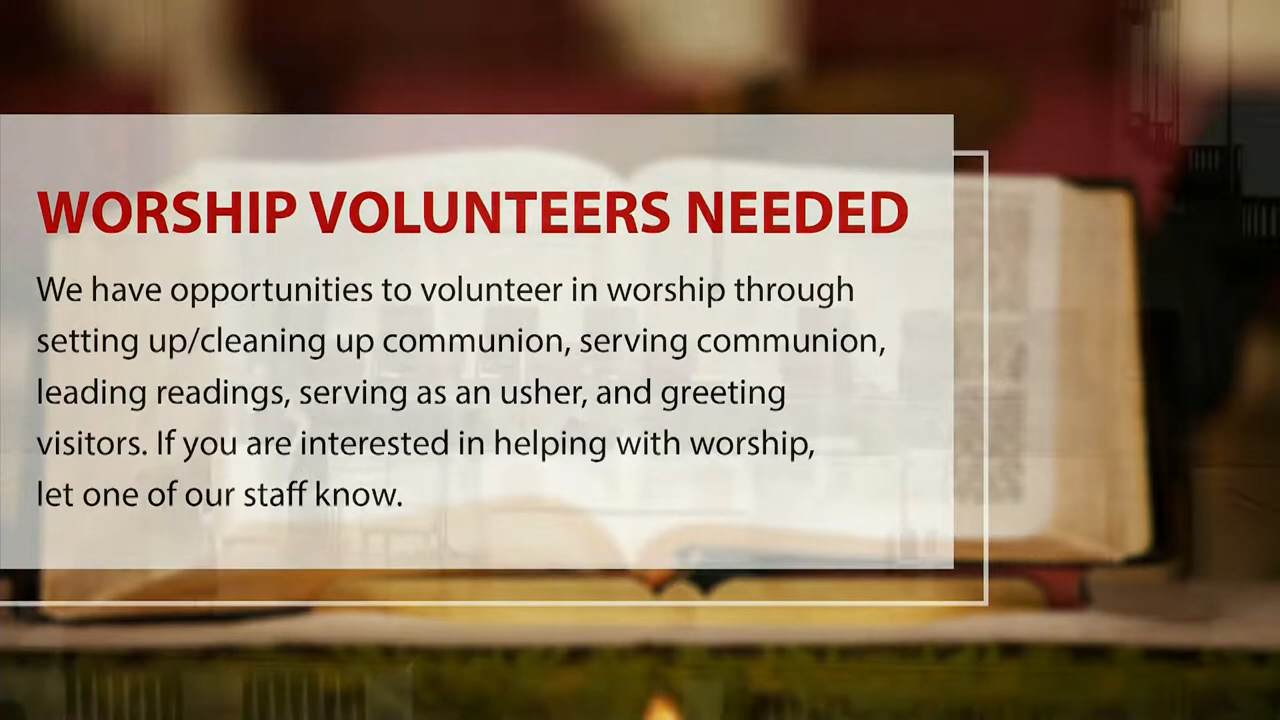 WORSHIP VOLUNTEERS NEEDED
We have opportunities to volunteer in worship through
setting up/cleaning up communion, serving communion,
leading readings, serving as an usher, and greeting
visitors. If you are interested in helping with worship,
let one of our staff know.